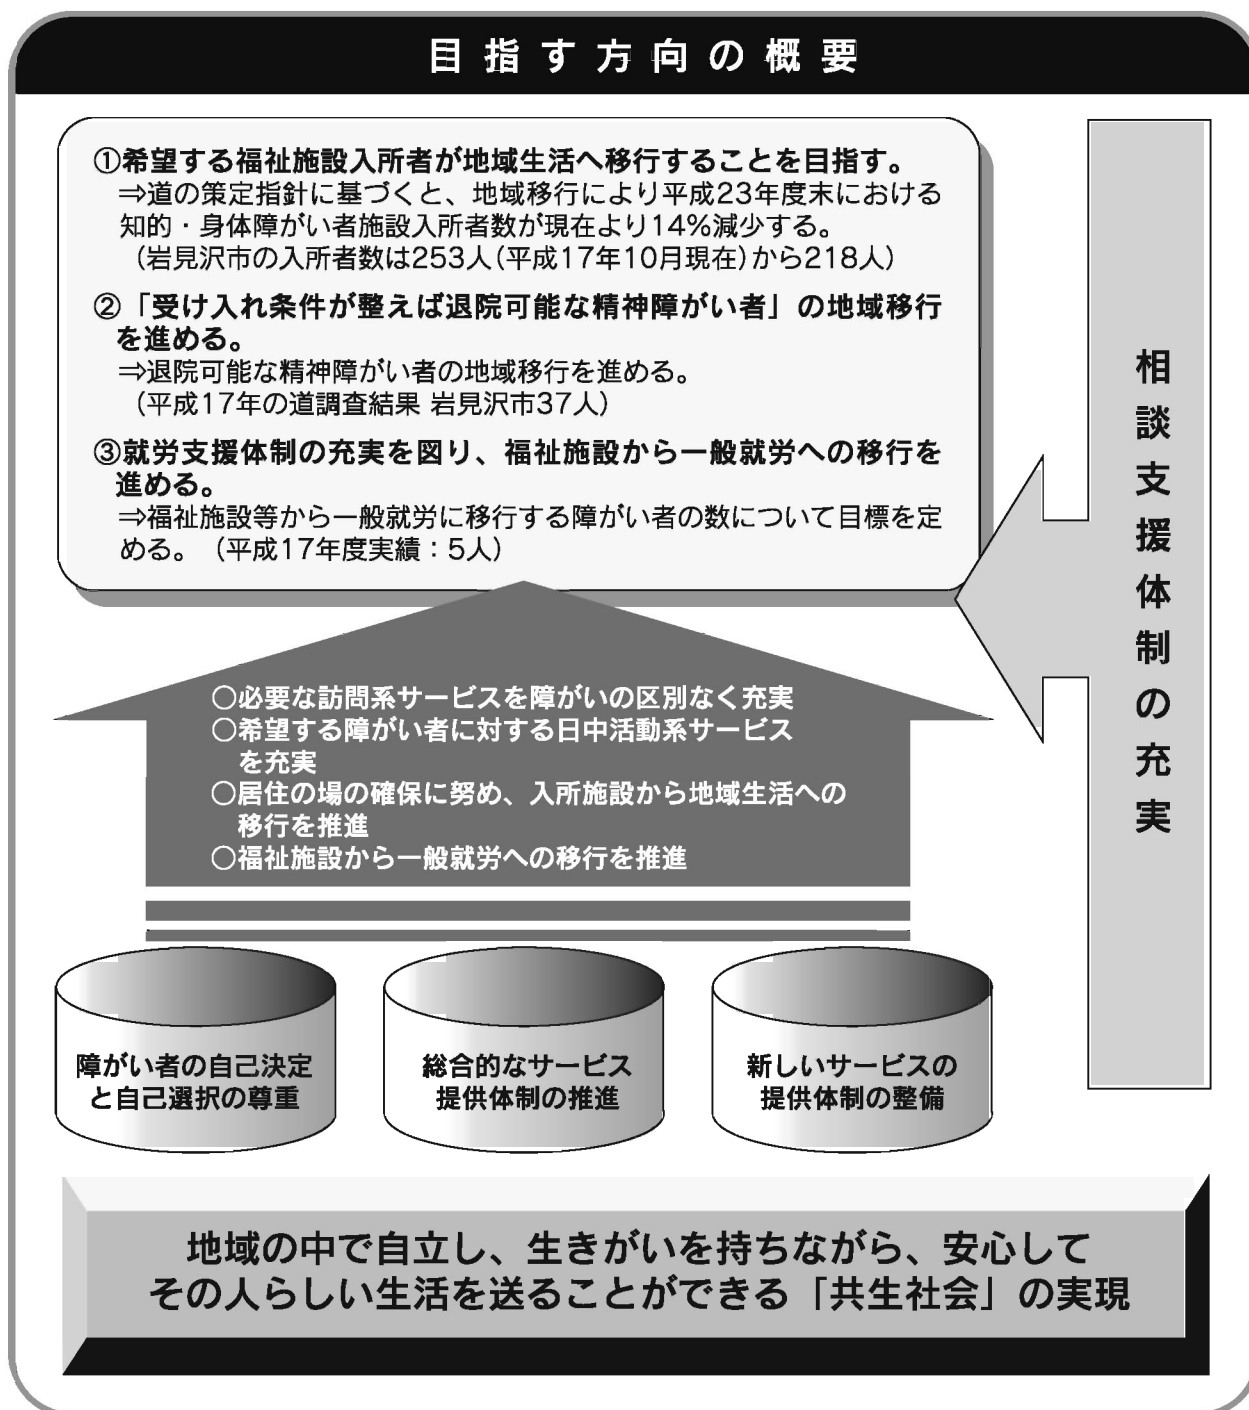 目指す方向の概要
①希望する福祉施設入所者が地域生活へ移行することを目指す。
⇒道の策定指針に基づくと、地域移行により平成23年度末における
知的・身体障がい者施設入所者数が現在より14%減少する。
（岩見沢市の入所者数は253人（平成17年10月現在）から218人）
②「受け入れ条件が整えば退院可能な精神障がい者」の地域移行
を進める。
⇒退院可能な精神障がい者の地域移行を進める。
（平成17年の道調査結果 岩見沢市37人）
③就労支援体制の充実を図り、福祉施設から一般就労への移行を
進める。
⇒福祉施設等から一般就労に移行する障がい者の数について目標を定
める。（平成17年度実績：5人）
相談支援体制の充実
○必要な訪問系サービスを障がいの区別なく充実
○希望する障がい者に対する日中活動系サービス
を充実
○居住の場の確保に努め、入所施設から地域生活への
移行を推進
○福祉施設から一般就労への移行を推進
障がい者の自己決定
と自己選択の尊重
総合的なサービス
提供体制の推進
新しいサービスの
提供体制の整備
地域の中で自立し、生きがいを持ちながら、安心して
その人らしい生活を送ることができる「共生社会」の実現